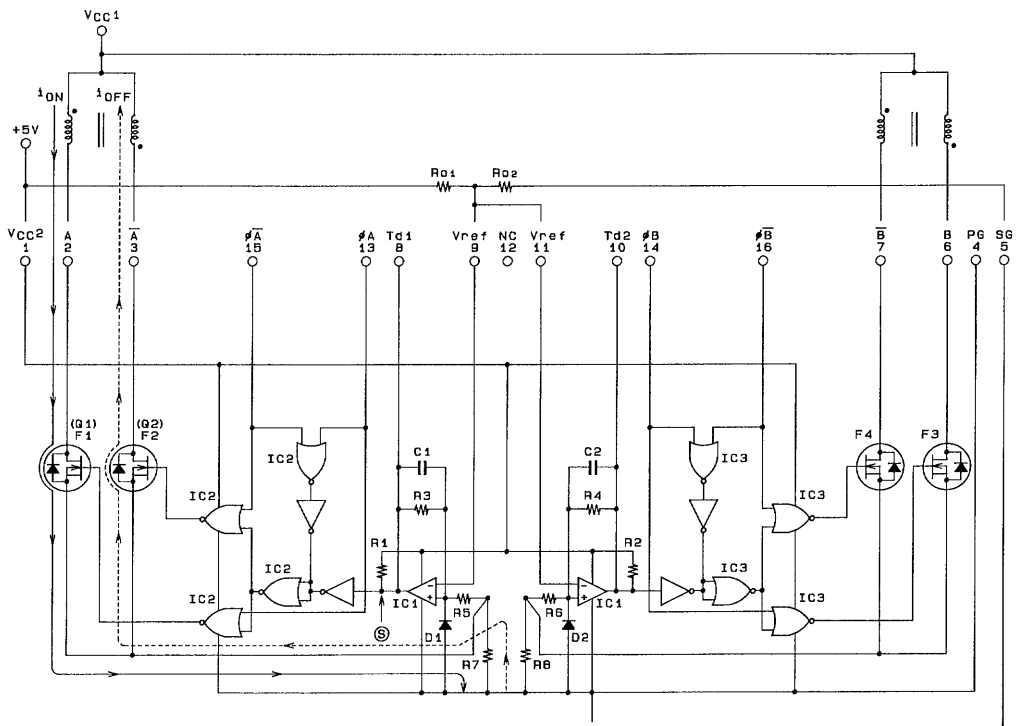 VCC1
iON iOFF
+5V
R01 R02
VCC2 A A̅ φA̅ φA Td1 Vref NC Vref Td2 φB φB̅ B̅ B PG SG
1 2 3 15 13 8 9 12 11 10 14 16 7 6 4 5
(Q1) (Q2)
F1 F2 F4 F3
IC2 C1 C2 IC3
IC2 R3 R4 IC3
R1 R2
IC2 IC3
IC2 IC1 R5 R6 IC1 IC3
Ⓢ D1 D2
R7 R8